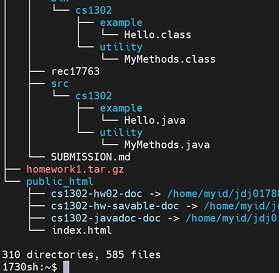 cs1302
example
Hello.class
utility
MyMethods.class
rec17763
src
cs1302
example
Hello.java
utility
MyMethods.java
SUBMISSION.md
homework1.tar.gz
public_html
cs1302-hw02-doc -> /home/myid/jdj0178
cs1302-hw-savable-doc -> /home/myid/jd
cs1302-javadoc-doc -> /home/myid/jdj01
index.html
310 directories, 585 files
1730sh:~$